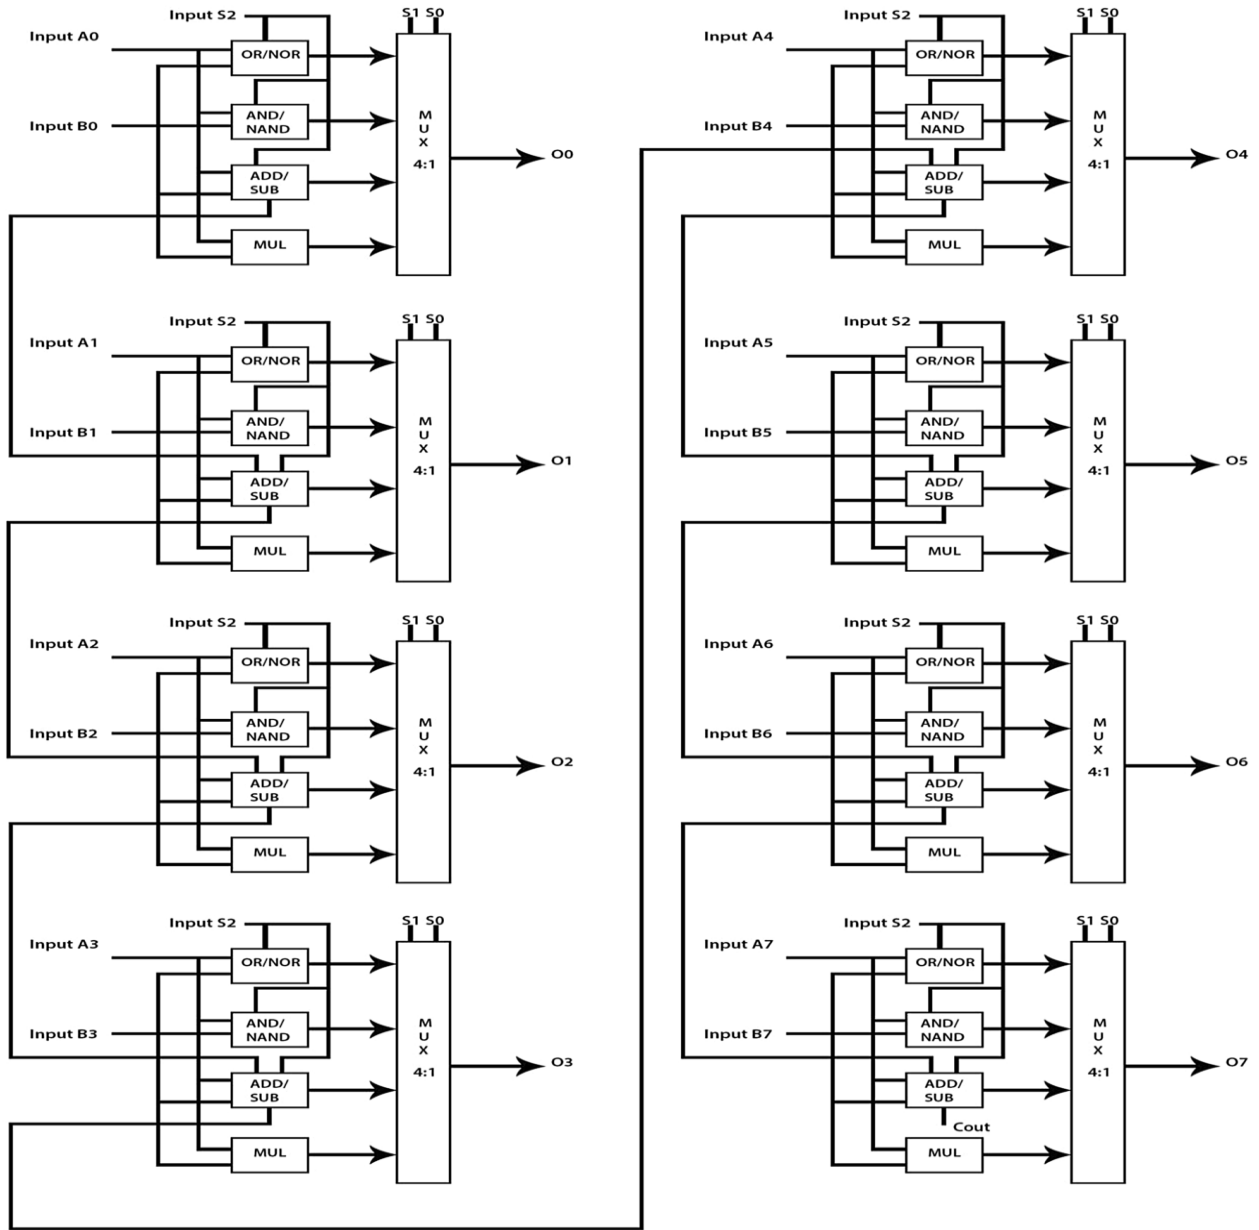 Input S2
S1 S0
Input A0
OR/NOR
AND/
NAND
Input B0
M
U
X
4:1
O0
ADD/
SUB
MUL
Input S2
S1 S0
Input A1
OR/NOR
AND/
NAND
Input B1
M
U
X
4:1
O1
ADD/
SUB
MUL
Input S2
S1 S0
Input A2
OR/NOR
AND/
NAND
Input B2
M
U
X
4:1
O2
ADD/
SUB
MUL
Input S2
S1 S0
Input A3
OR/NOR
AND/
NAND
Input B3
M
U
X
4:1
O3
ADD/
SUB
MUL
Input S2
S1 S0
Input A4
OR/NOR
AND/
NAND
Input B4
M
U
X
4:1
O4
ADD/
SUB
MUL
Input S2
S1 S0
Input A5
OR/NOR
AND/
NAND
Input B5
M
U
X
4:1
O5
ADD/
SUB
MUL
Input S2
S1 S0
Input A6
OR/NOR
AND/
NAND
Input B6
M
U
X
4:1
O6
ADD/
SUB
MUL
Input S2
S1 S0
Input A7
OR/NOR
AND/
NAND
Input B7
M
U
X
4:1
O7
ADD/
SUB
Cout
MUL